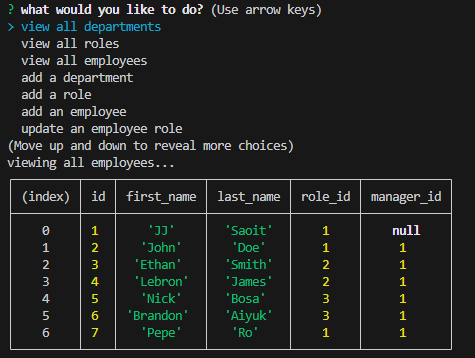 ? what would you like to do? (Use arrow keys)
> view all departments
view all roles
view all employees
add a department
add a role
add an employee
update an employee role
(Move up and down to reveal more choices)
viewing all employees...
(index) id first_name last_name role_id manager_id
0 1 'JJ' 'Saoit' 1 null
1 2 'John' 'Doe' 1 1
2 3 'Ethan' 'Smith' 2 1
3 4 'Lebron' 'James' 2 1
4 5 'Nick' 'Bosa' 3 1
5 6 'Brandon' 'Aiyuk' 3 1
6 7 'Pepe' 'Ro' 1 1